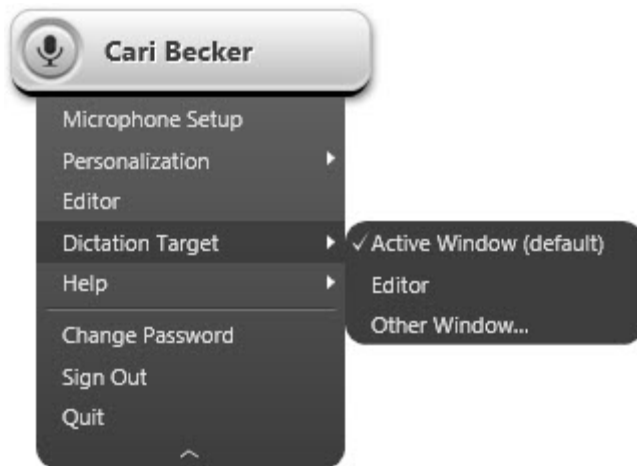 Cari Becker
Microphone Setup
Personalization
Editor
Dictation Target
Help
Change Password
Sign Out
Quit
Active Window (default)
Editor
Other Window...